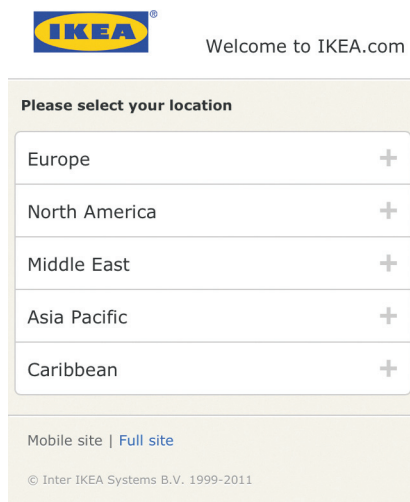 IKEA®
Welcome to IKEA.com
Please select your location
Europe +
North America +
Middle East +
Asia Pacific +
Caribbean +
Mobile site | Full site
© Inter IKEA Systems B.V. 1999-2011